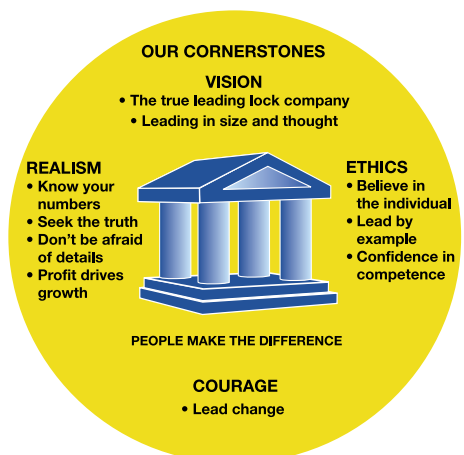 OUR CORNERSTONES
VISION
• The true leading lock company
• Leading in size and thought
REALISM
• Know your
numbers
• Seek the truth
• Don't be afraid
of details
• Profit drives
growth
ETHICS
• Believe in
the individual
• Lead by
example
• Confidence in
competence
PEOPLE MAKE THE DIFFERENCE
COURAGE
• Lead change